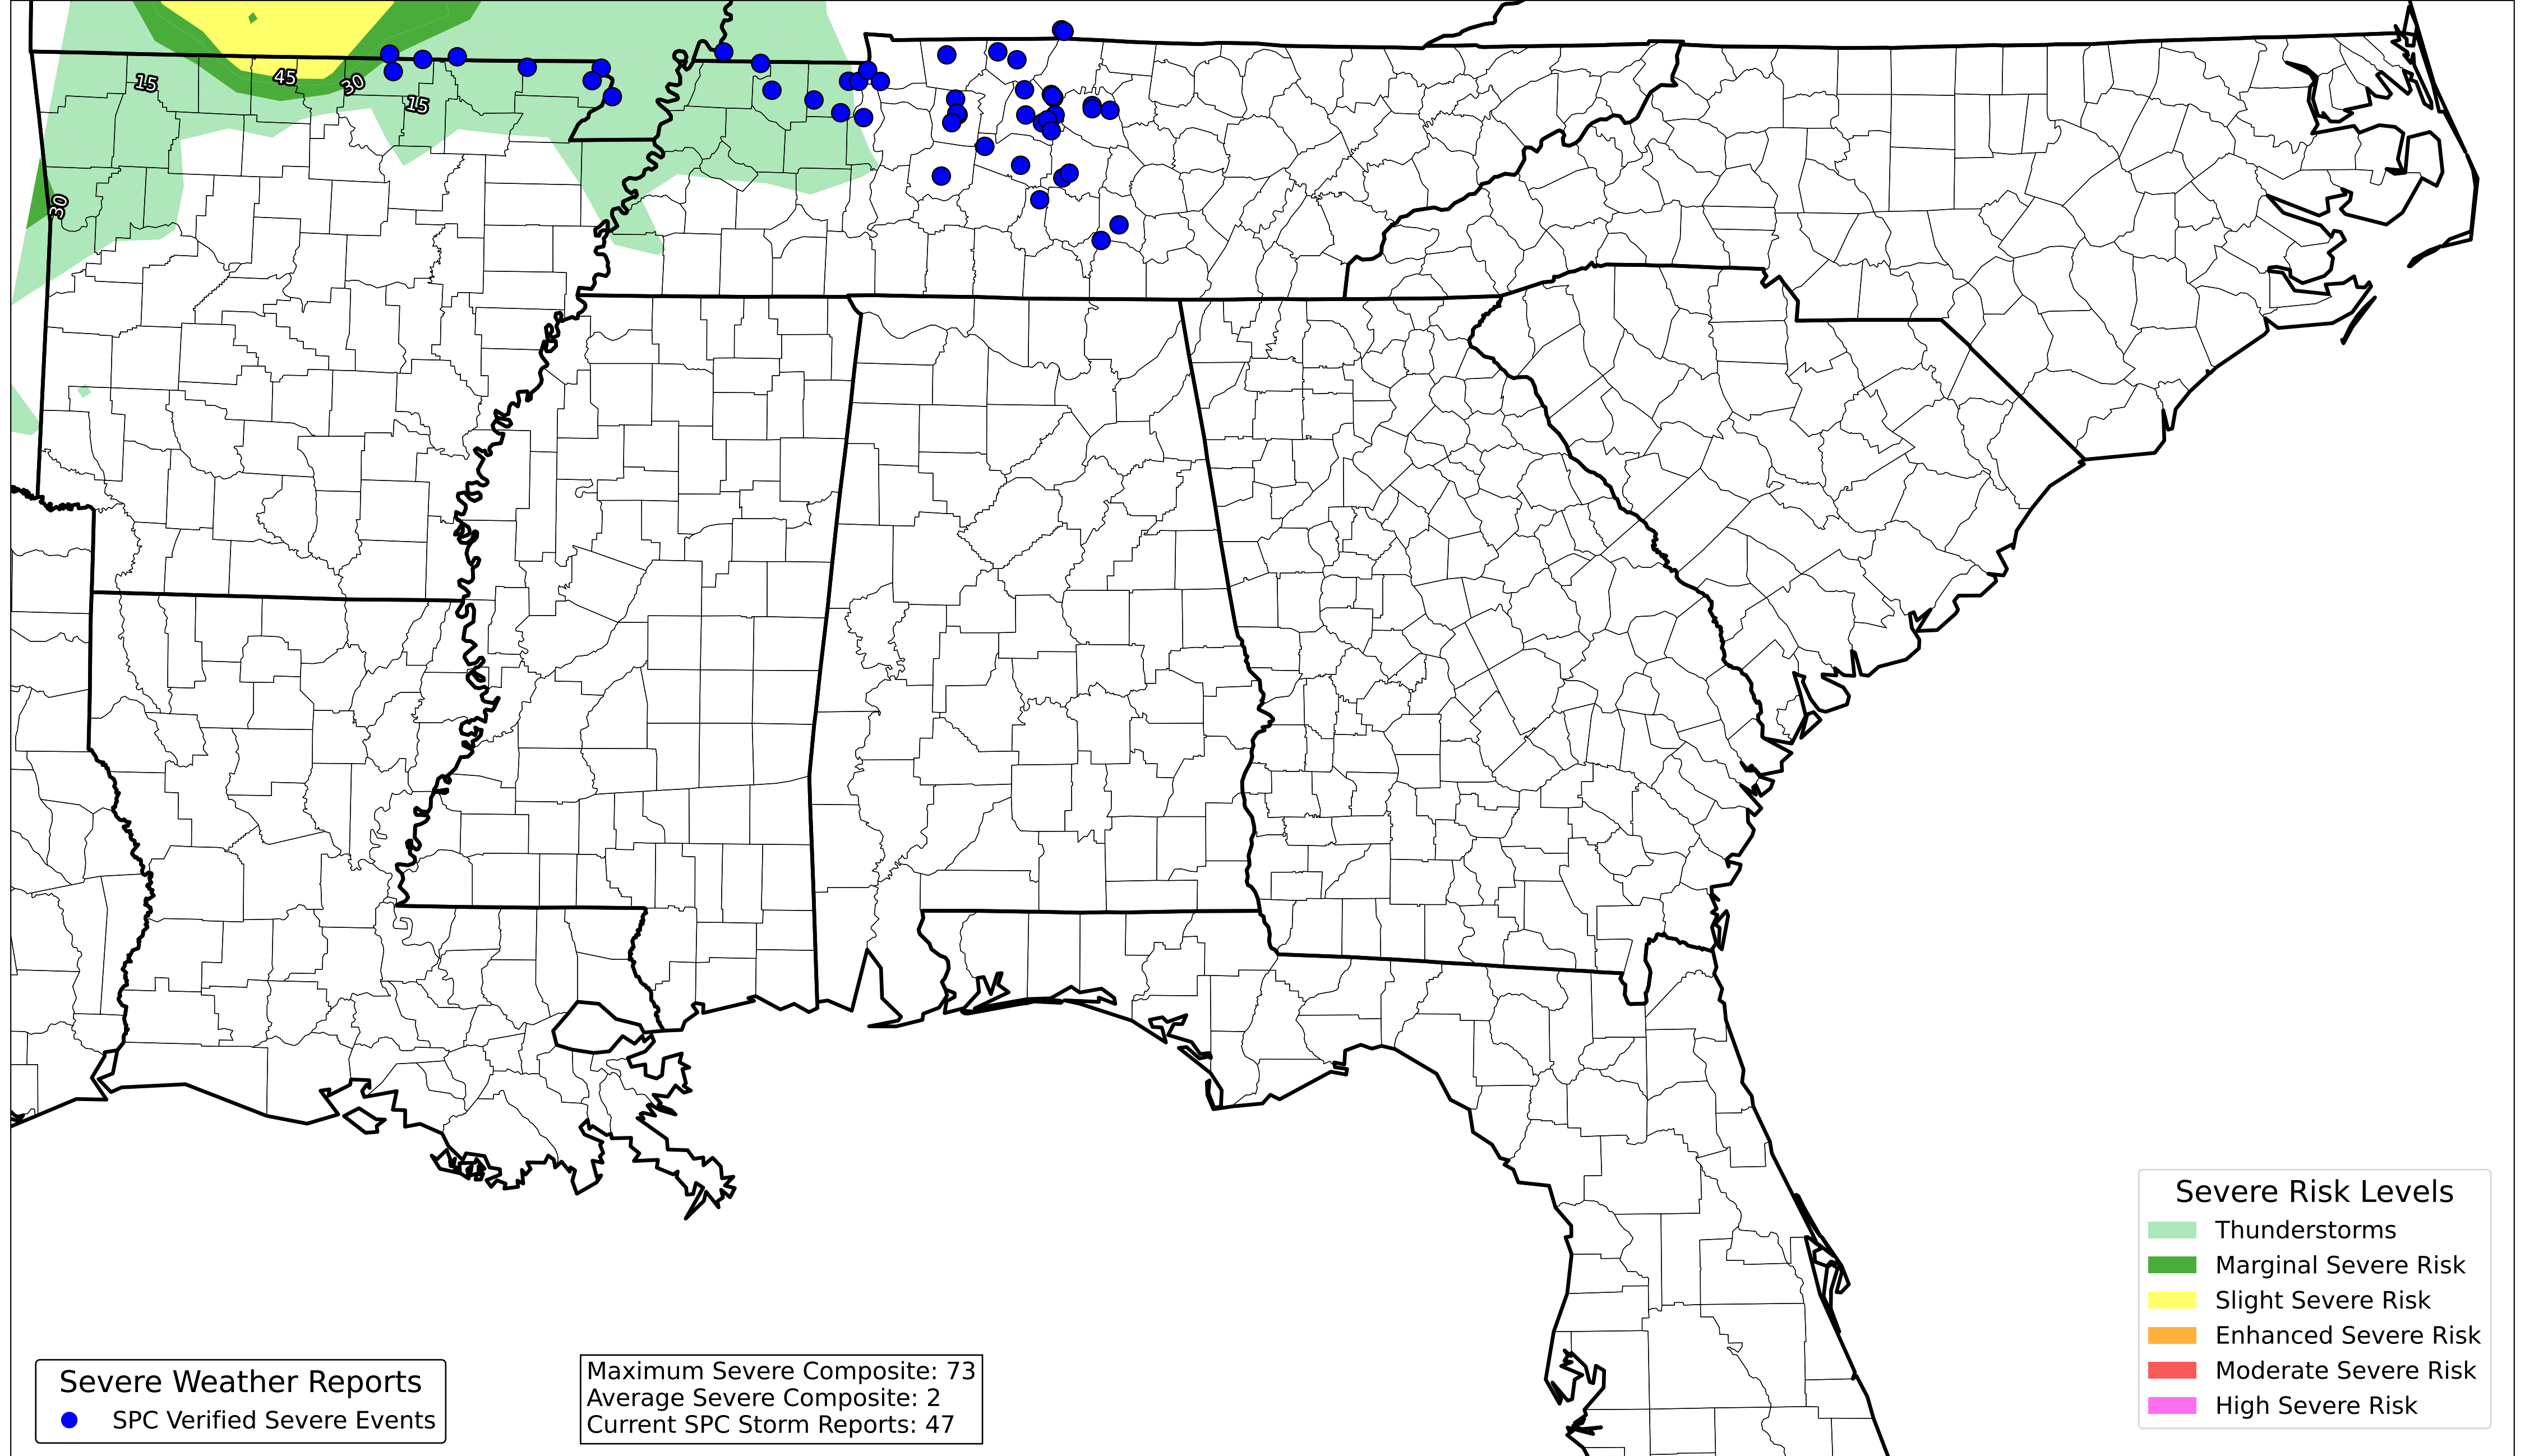 15
45
30
15
30
Severe Weather Reports
SPC Verified Severe Events
Maximum Severe Composite: 73
Average Severe Composite: 2
Current SPC Storm Reports: 47
Severe Risk Levels
Thunderstorms
Marginal Severe Risk
Slight Severe Risk
Enhanced Severe Risk
Moderate Severe Risk
High Severe Risk